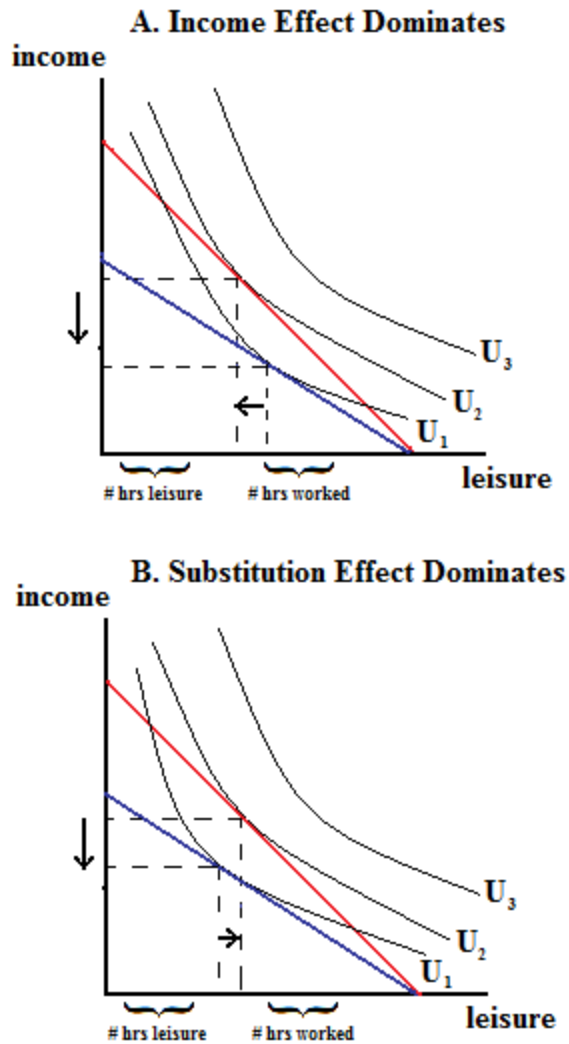 A. Income Effect Dominates
income
U3
U2
U1
leisure
# hrs leisure
# hrs worked
B. Substitution Effect Dominates
income
U3
U2
U1
leisure
# hrs leisure
# hrs worked